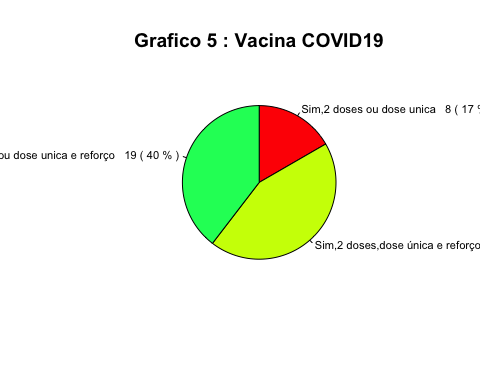 Grafico 5 : Vacina COVID19
Sim,2 doses ou dose unica 8 ( 17 %
ou dose unica e reforço 19 ( 40 % )
Sim,2 doses,dose única e reforço